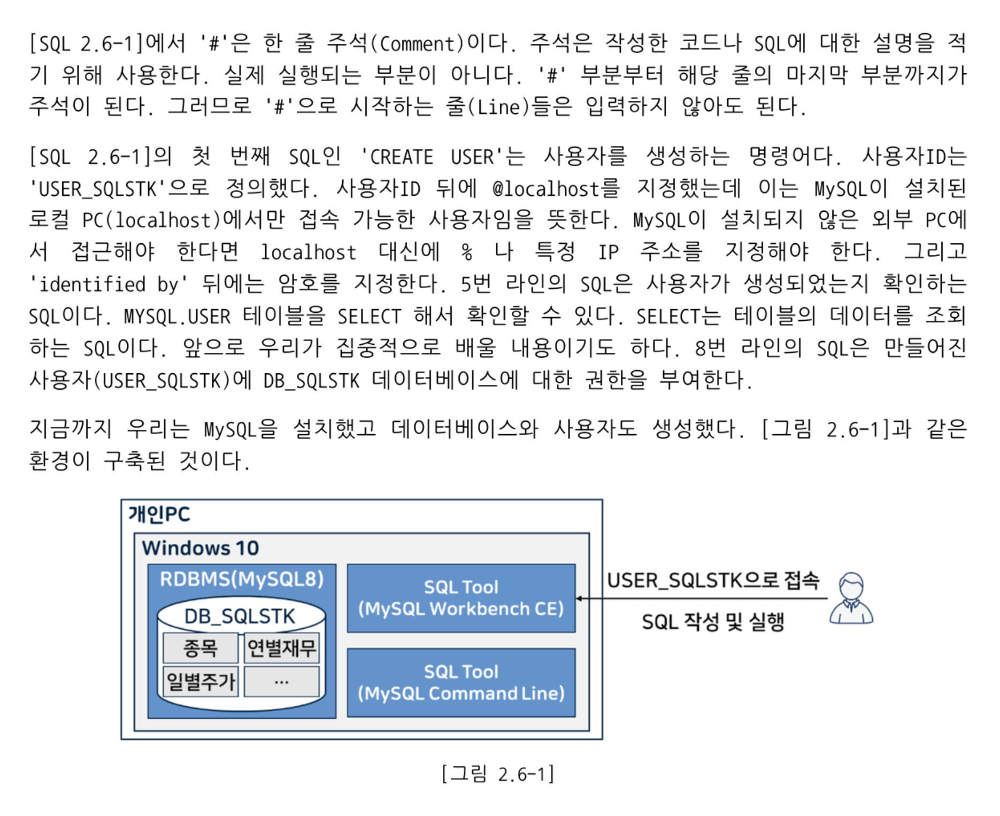 [SQL 2.6-1]에서 '#'은 한 줄 주석(Comment)이다. 주석은 작성한 코드나 SQL에 대한 설명을 적
기 위해 사용한다. 실제 실행되는 부분이 아니다. '#' 부분부터 해당 줄의 마지막 부분까지가
주석이 된다. 그러므로 '#'으로 시작하는 줄(Line)들은 입력하지 않아도 된다.
[SQL 2.6-1]의 첫 번째 SQL인 'CREATE USER'는 사용자를 생성하는 명령어다. 사용자ID는
'USER_SQLSTK'으로 정의했다. 사용자ID 뒤에 @localhost를 지정했는데 이는 MySQL이 설치된
로컬 PC(localhost)에서만 접속 가능한 사용자임을 뜻한다. MySQL이 설치되지 않은 외부 PC에
서 접근해야 한다면 localhost 대신에 % 나 특정 IP 주소를 지정해야 한다. 그리고
'identified by' 뒤에는 암호를 지정한다. 5번 라인의 SQL은 사용자가 생성되었는지 확인하는
SQL이다. MYSQL.USER 테이블을 SELECT 해서 확인할 수 있다. SELECT는 테이블의 데이터를 조회
하는 SQL이다. 앞으로 우리가 집중적으로 배울 내용이기도 하다. 8번 라인의 SQL은 만들어진
사용자(USER_SQLSTK)에 DB_SQLSTK 데이터베이스에 대한 권한을 부여한다.
지금까지 우리는 MySQL을 설치했고 데이터베이스와 사용자도 생성했다. [그림 2.6-1]과 같은
환경이 구축된 것이다.
개인PC
Windows 10
RDBMS(MySQL8)
DB_SQLSTK
종목 연별재무
일별주가 ...
SQL Tool
(MySQL Workbench CE)
SQL Tool
(MySQL Command Line)
USER_SQLSTK으로 접속
SQL 작성 및 실행
[그림 2.6-1]